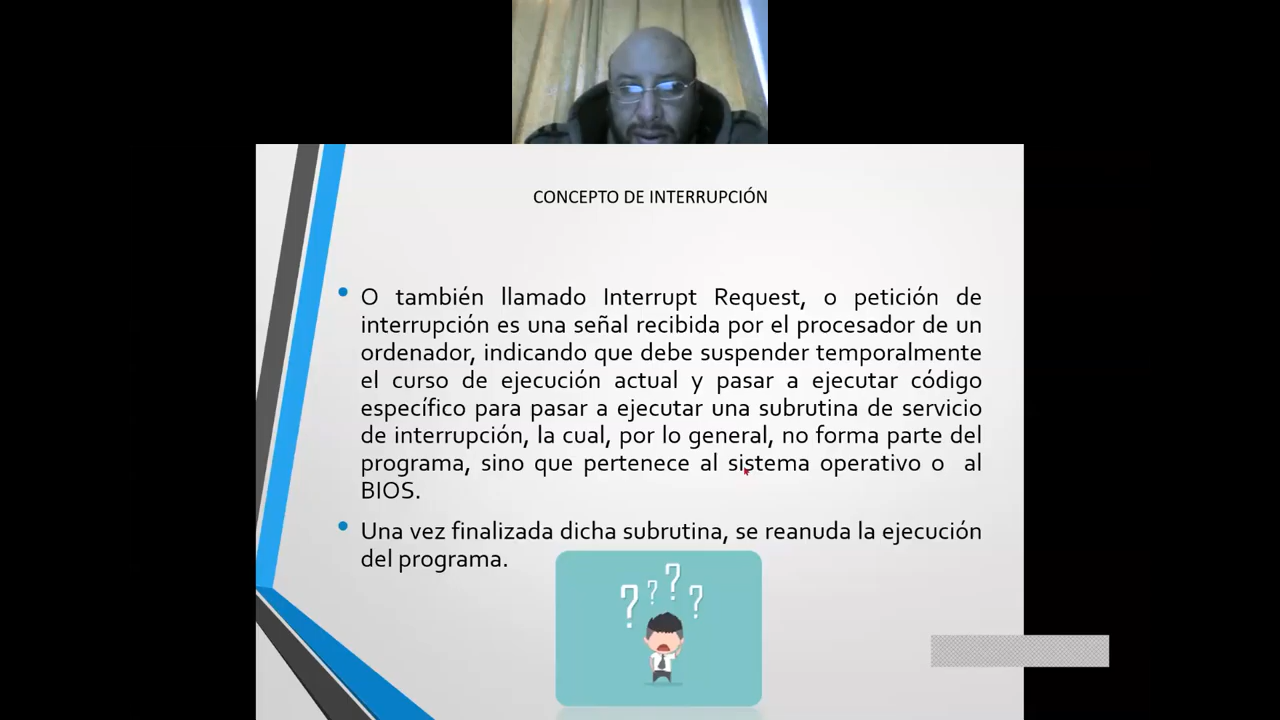 CONCEPTO DE INTERRUPCIÓN
• O también llamado Interrupt Request, o petición de
interrupción es una señal recibida por el procesador de un
ordenador, indicando que debe suspender temporalmente
el curso de ejecución actual y pasar a ejecutar código
específico para pasar a ejecutar una subrutina de servicio
de interrupción, la cual, por lo general, no forma parte del
programa, sino que pertenece al sistema operativo o al
BIOS.
• Una vez finalizada dicha subrutina, se reanuda la ejecución
del programa.
? ? ? ?